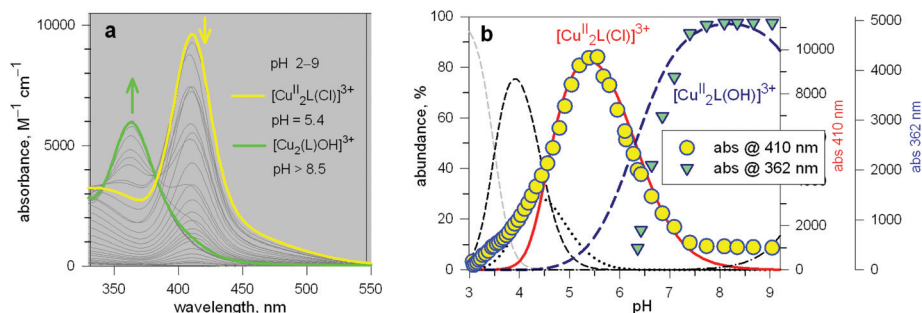 a
absorbance, M⁻¹ cm⁻¹
10000
5000
0
350
400
450
500
550
wavelength, nm
pH 2–9
[Cuᴵᴵ₂L(Cl)]³⁺
pH = 5.4
[Cu₂(L)OH]³⁺
pH > 8.5
b
abundance, %
100
80
60
40
20
0
3
4
5
6
7
8
9
pH
[Cuᴵᴵ₂L(Cl)]³⁺
[Cuᴵᴵ₂L(OH)]³⁺
abs @ 410 nm
abs @ 362 nm
10000
8000
2000
0
abs 410 nm
5000
4000
3000
2000
1000
0
abs 362 nm